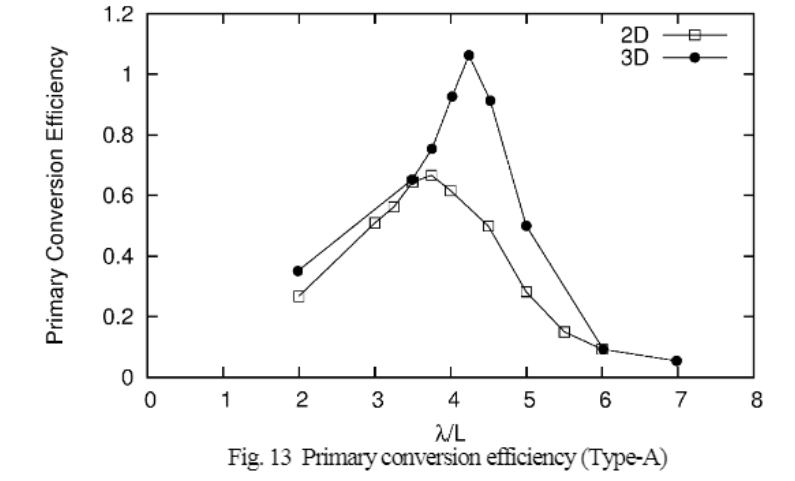 1.2
1
0.8
0.6
0.4
0.2
0
Primary Conversion Efficiency
2D
3D
0 1 2 3 4 5 6 7 8
λ/L
Fig. 13 Primary conversion efficiency (Type-A)